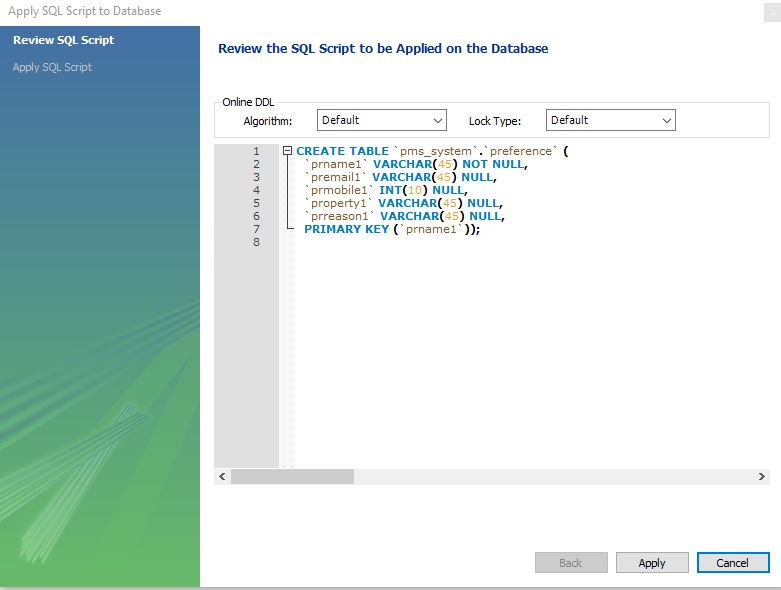 Apply SQL Script to Database
Review SQL Script
Apply SQL Script
Review the SQL Script to be Applied on the Database
Online DDL
Algorithm: Default Lock Type: Default
1 CREATE TABLE `pms_system`.`preference` (
2 `prname1` VARCHAR(45) NOT NULL,
3 `premail1` VARCHAR(45) NULL,
4 `prmobile1` INT(10) NULL,
5 `property1` VARCHAR(45) NULL,
6 `prreason1` VARCHAR(45) NULL,
7 PRIMARY KEY (`prname1`));
8
Back Apply Cancel